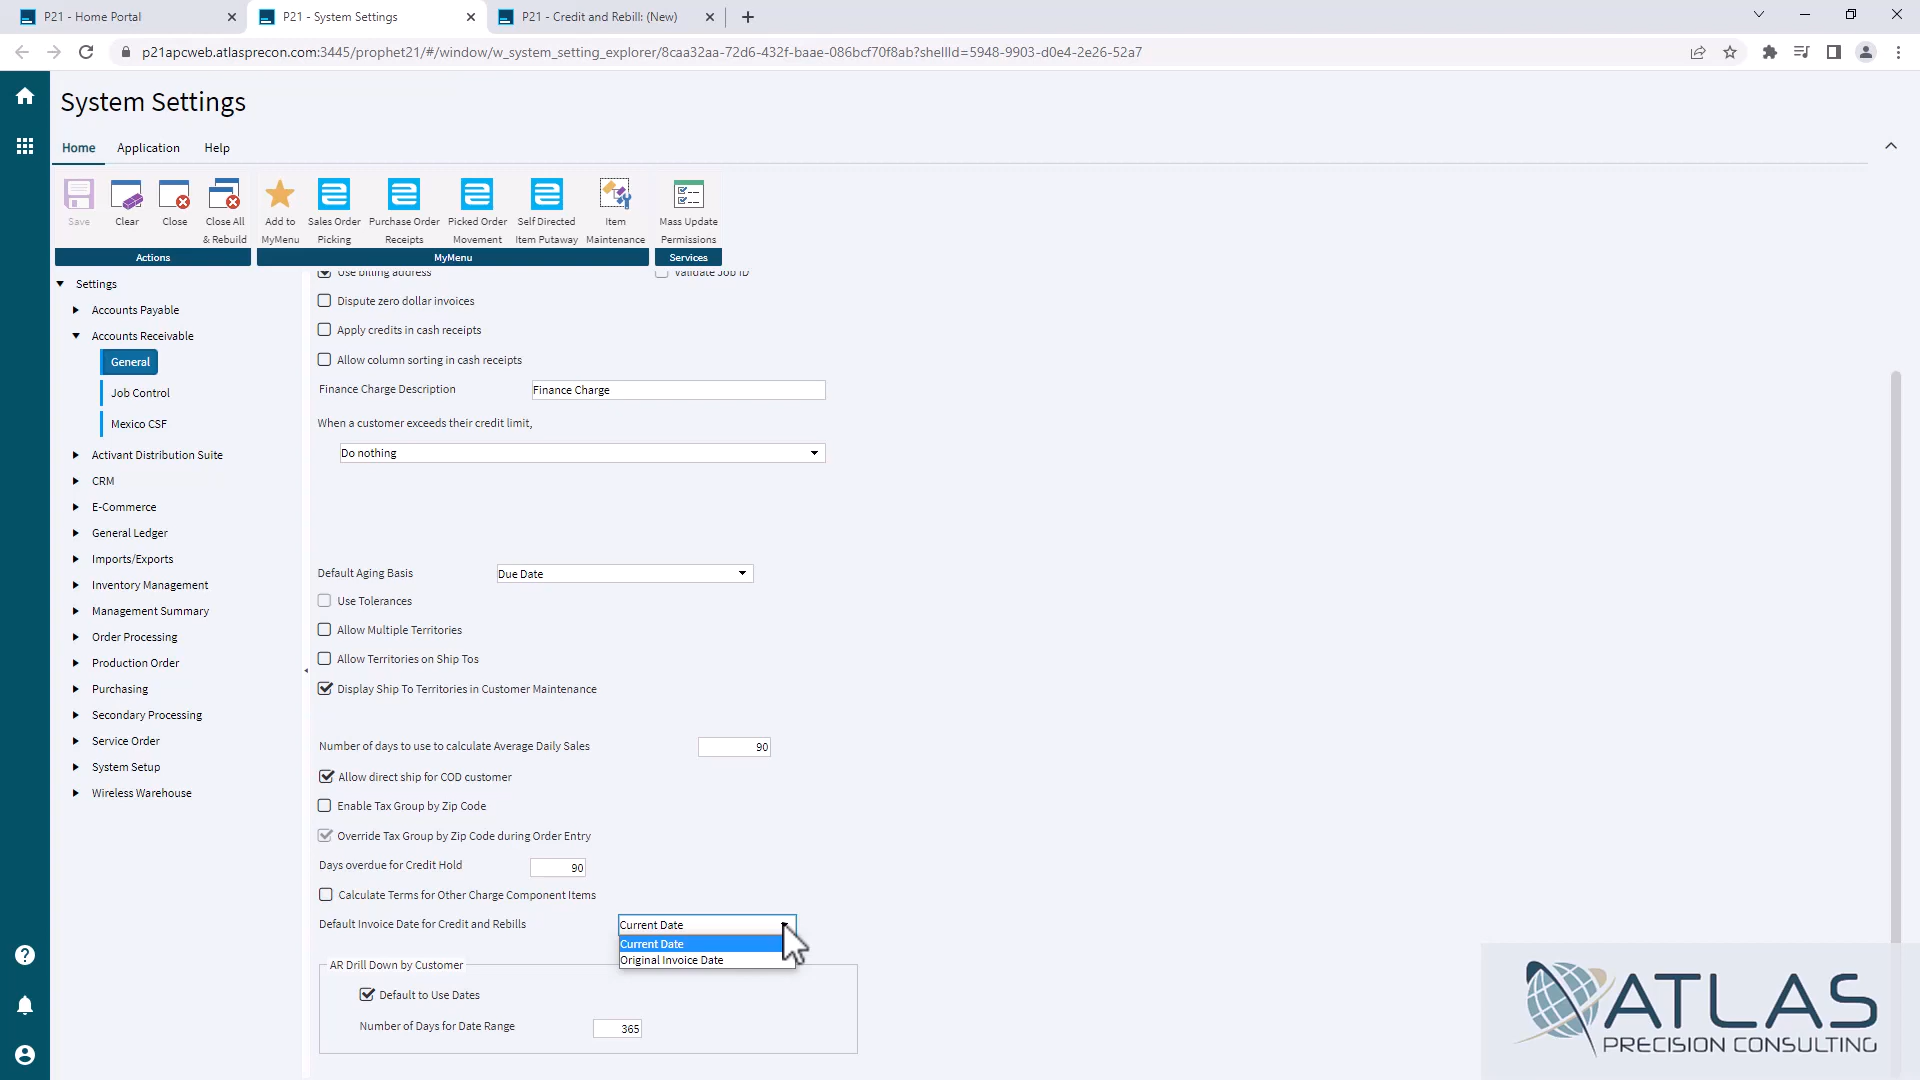 P21 - Home Portal
P21 - System Settings
P21 - Credit and Rebill: (New)
p21apcweb.atlasprecon.com:3445/prophet21/#/window/w_system_setting_explorer/8caa32aa-72d6-432f-baae-086bcf70f8ab?shellId=5948-9903-d0e4-2e26-52a7
System Settings
Home Application Help
Save
Clear
Close
Close All
& Rebuild
Add to
MyMenu
Sales Order
Picking
Purchase Order
Receipts
Picked Order
Movement
Self Directed
Item Putaway
Item
Maintenance
Mass Update
Permissions
Actions
MyMenu
Services
Settings
Accounts Payable
Accounts Receivable
General
Job Control
Mexico CSF
Activant Distribution Suite
CRM
E-Commerce
General Ledger
Imports/Exports
Inventory Management
Management Summary
Order Processing
Production Order
Purchasing
Secondary Processing
Service Order
System Setup
Wireless Warehouse
Use billing address
Validate Job ID
Dispute zero dollar invoices
Apply credits in cash receipts
Allow column sorting in cash receipts
Finance Charge Description Finance Charge
When a customer exceeds their credit limit,
Do nothing
Default Aging Basis Due Date
Use Tolerances
Allow Multiple Territories
Allow Territories on Ship Tos
Display Ship To Territories in Customer Maintenance
Number of days to use to calculate Average Daily Sales 90
Allow direct ship for COD customer
Enable Tax Group by Zip Code
Override Tax Group by Zip Code during Order Entry
Days overdue for Credit Hold 90
Calculate Terms for Other Charge Component Items
Default Invoice Date for Credit and Rebills Current Date
Current Date
Original Invoice Date
AR Drill Down by Customer
Default to Use Dates
Number of Days for Date Range 365
ATLAS
PRECISION CONSULTING